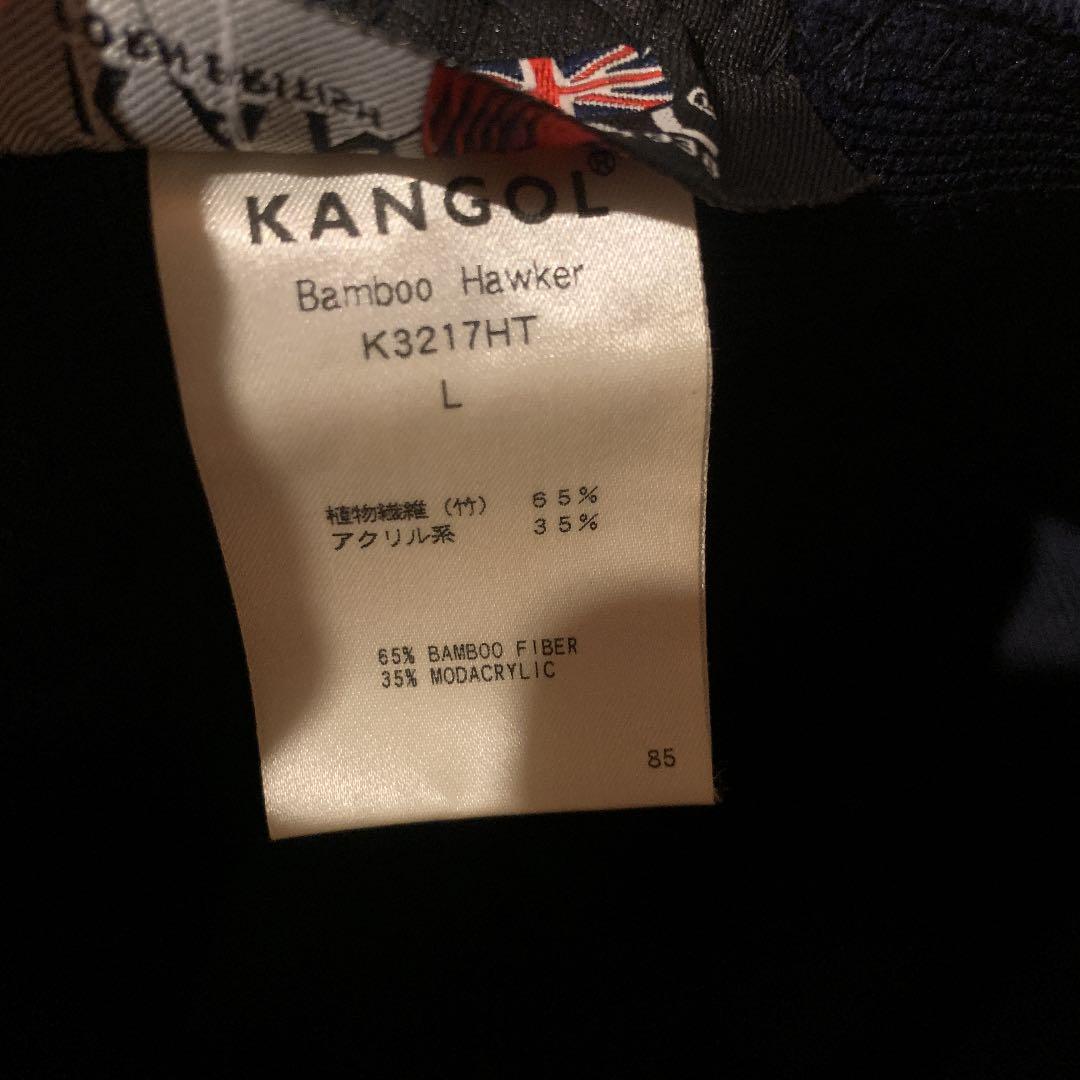 KANGOL®
Bamboo Hawker
K3217HT
L
植物繊維(竹) 65%
アクリル系 35%
65% BAMBOO FIBER
35% MODACRYLIC
85